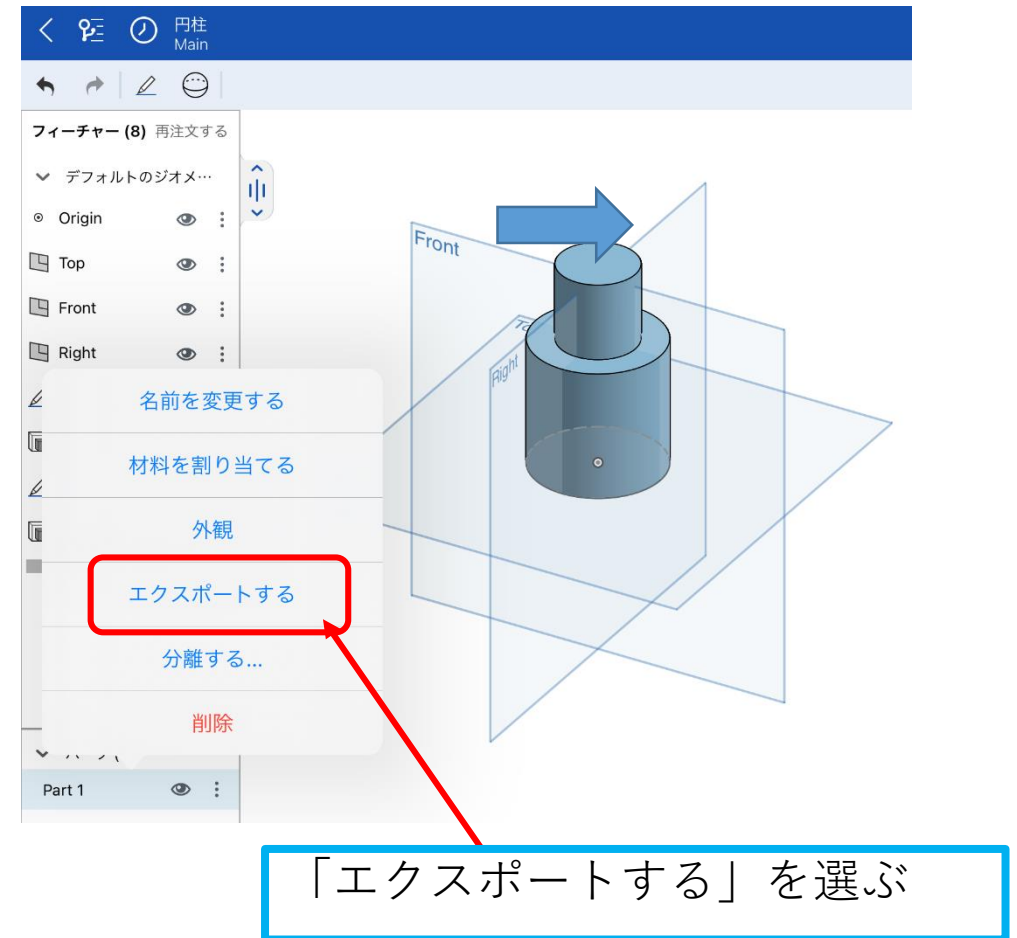 円柱
Main
フィーチャー (8) 再注文する
デフォルトのジオメ…
Origin
Top
Front
Right
名前を変更する
材料を割り当てる
外観
エクスポートする
分離する...
削除
Part 1
Front
Right
「エクスポートする」を選ぶ